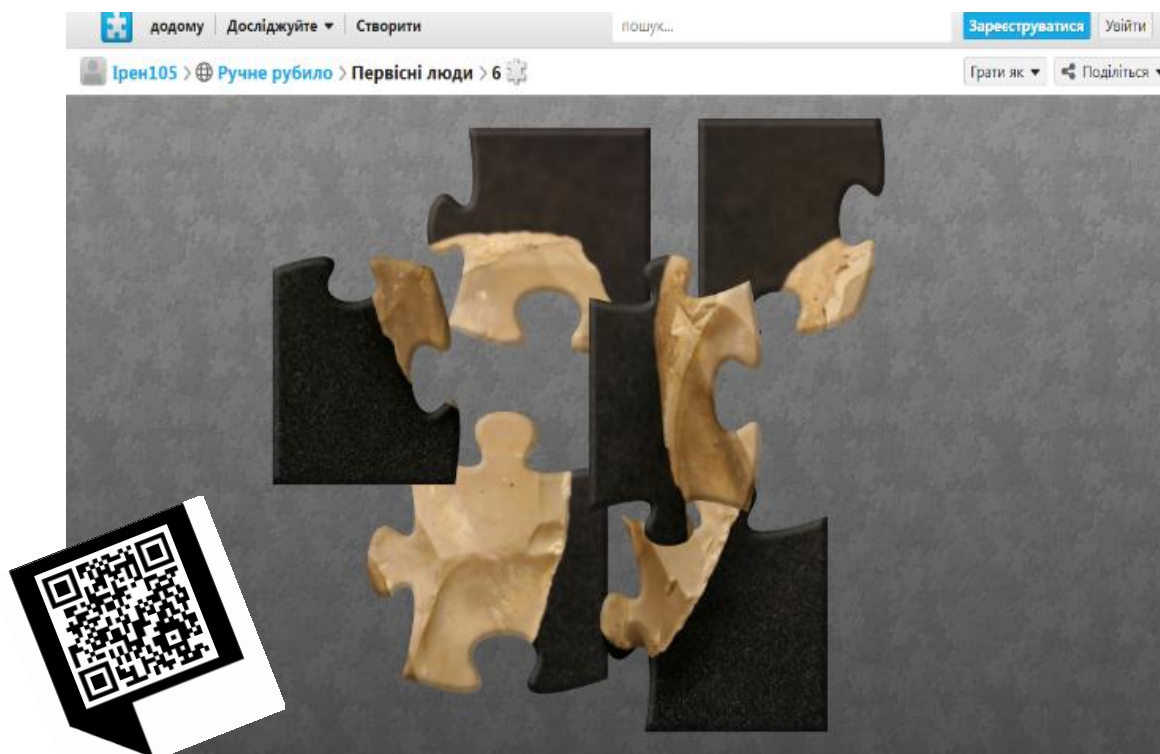 додому Досліджуйте Створити пошук... Зареєструватися Увійти
Ірен105 > Ручне рубило > Первісні люди > 6 Грати як Поділіться